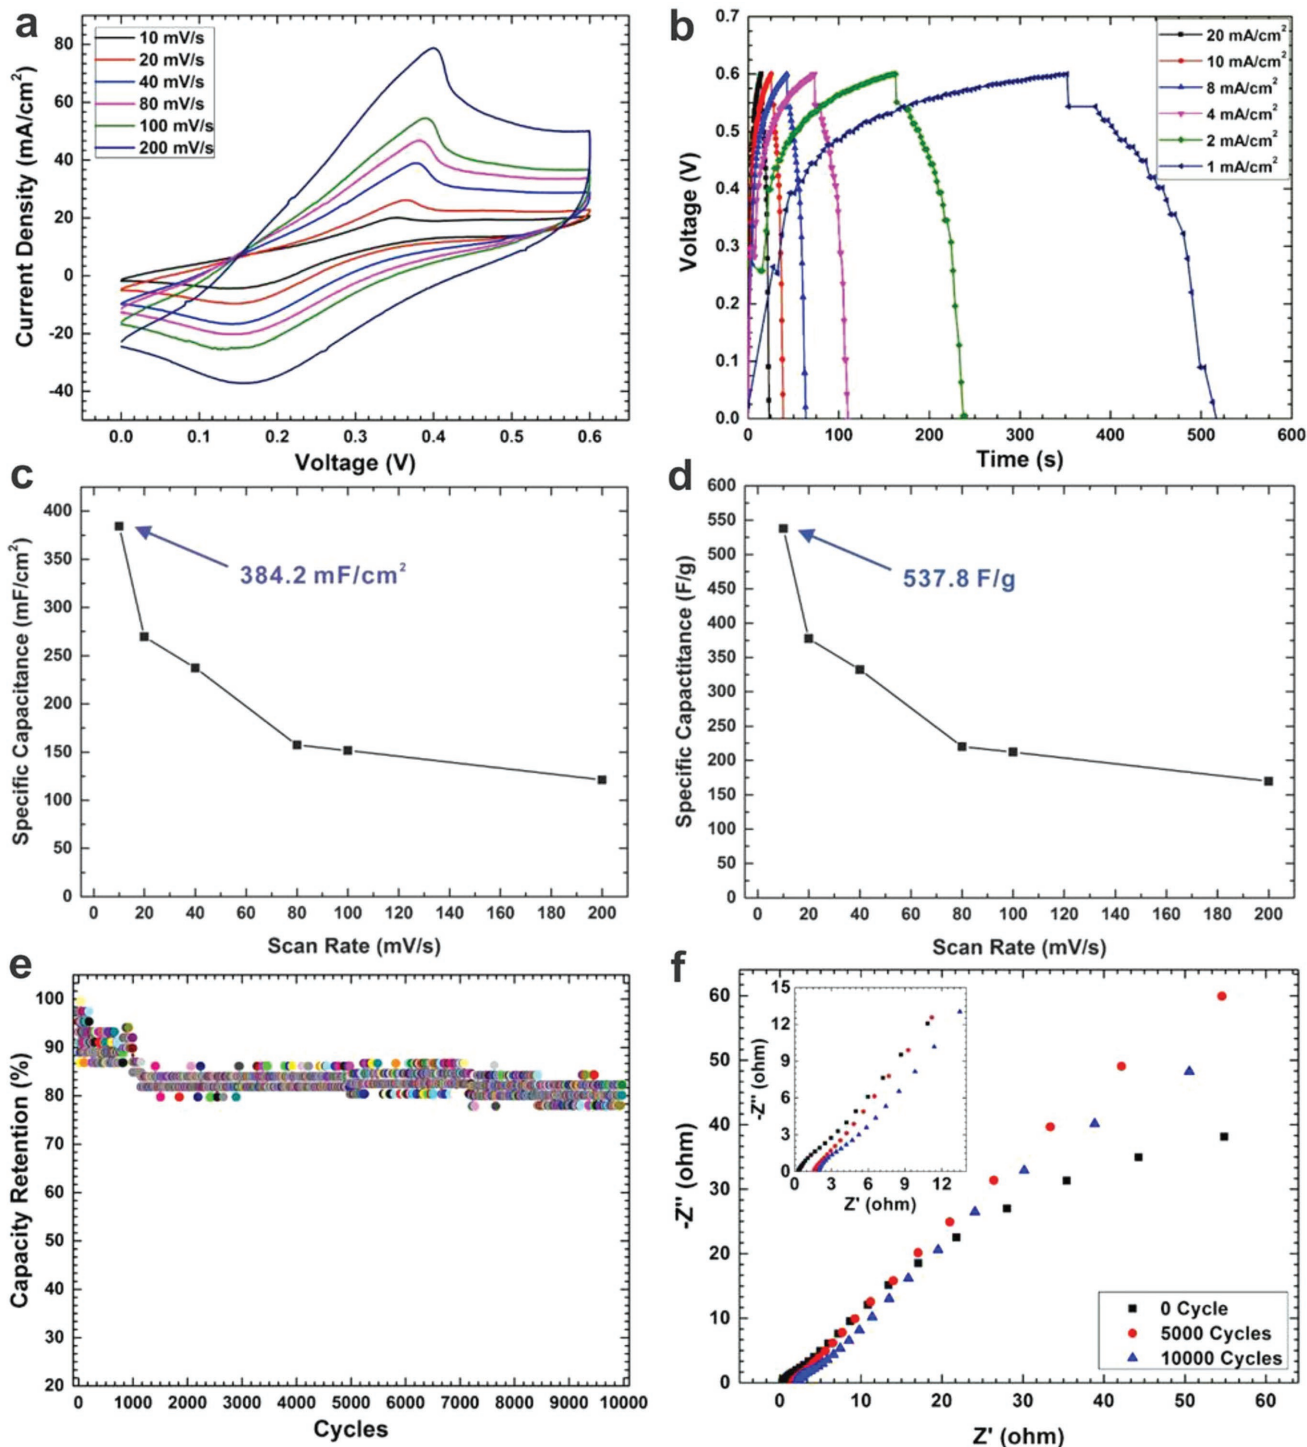 a
10 mV/s
20 mV/s
40 mV/s
80 mV/s
100 mV/s
200 mV/s
80
60
40
20
0
-20
-40
Current Density (mA/cm²)
0.0 0.1 0.2 0.3 0.4 0.5 0.6
Voltage (V)
b
20 mA/cm²
10 mA/cm²
8 mA/cm²
4 mA/cm²
2 mA/cm²
1 mA/cm²
0.7
0.6
0.5
0.4
0.3
0.2
0.1
0.0
Voltage (V)
0 100 200 300 400 500 600
Time (s)
c
400
350
300
250
200
150
100
50
0
Specific Capacitance (mF/cm²)
384.2 mF/cm²
0 20 40 60 80 100 120 140 160 180 200
Scan Rate (mV/s)
d
600
550
500
450
400
350
300
250
200
150
100
50
0
Specific Capactitance (F/g)
537.8 F/g
0 20 40 60 80 100 120 140 160 180 200
Scan Rate (mV/s)
e
100
90
80
70
60
50
40
30
20
Capacity Retention (%)
0 1000 2000 3000 4000 5000 6000 7000 8000 9000 10000
Cycles
f
60
50
40
30
20
10
0
-Z'' (ohm)
15
12
9
6
3
0
-Z'' (ohm)
0 3 6 9 12
Z' (ohm)
0 Cycle
5000 Cycles
10000 Cycles
0 10 20 30 40 50 60
Z' (ohm)